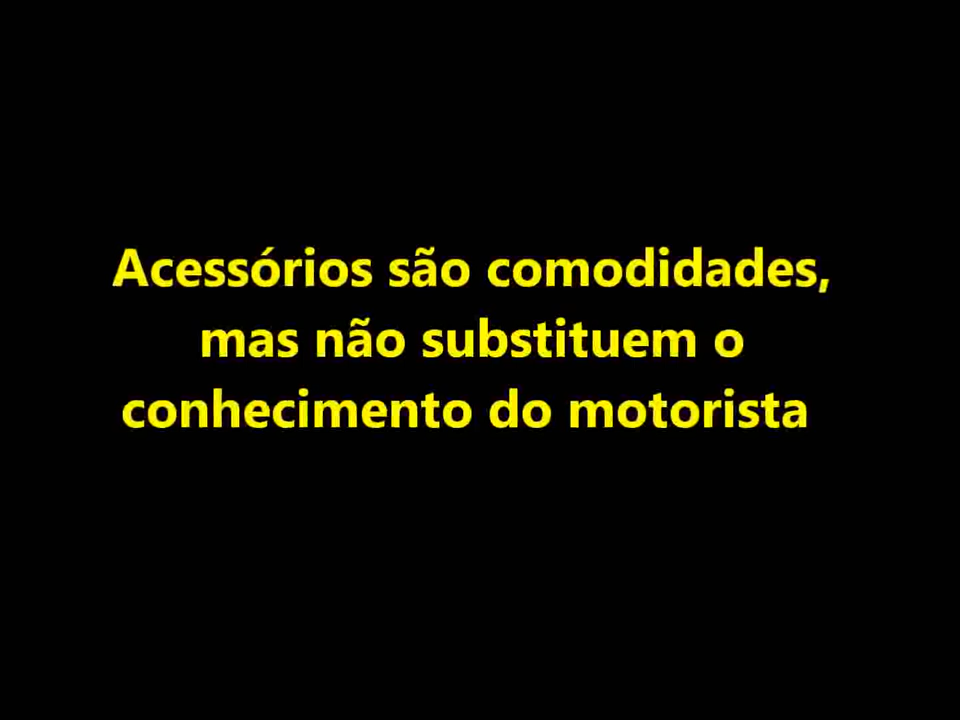 Acessórios são comodidades,
mas não substituem o
conhecimento do motorista